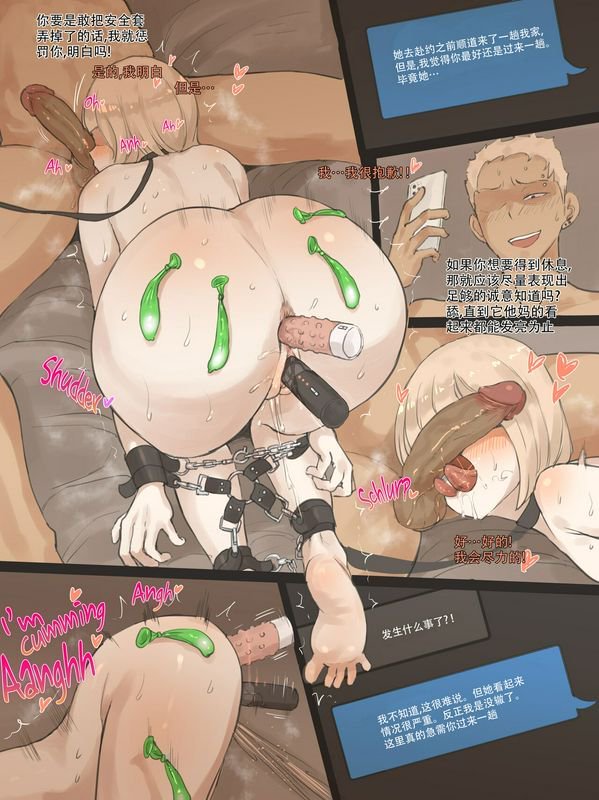 你要是敢把安全套
弄掉了的话,我就惩
罚你,明白吗!
是的,我明白
但是…
她去赴约之前顺道来了一趟我家,
但是,我觉得你最好还是过来一趟。
毕竟她…
Oh
Anh
Ah
Ah
我…我很抱歉!!
如果你想要得到休息,
那就应该尽量表现出
足够的诚意知道吗?
舔,直到它他妈的看
起来都能发亮为止
Shudder
Schlurp
好…好的!
我会尽力的!
Angh
I'm
cumming
Aanghh
发生什么事了?!
我不知道,这很难说。但她看起来
情况很严重。反正我是没辙了。
这里真的急需你过来一趟